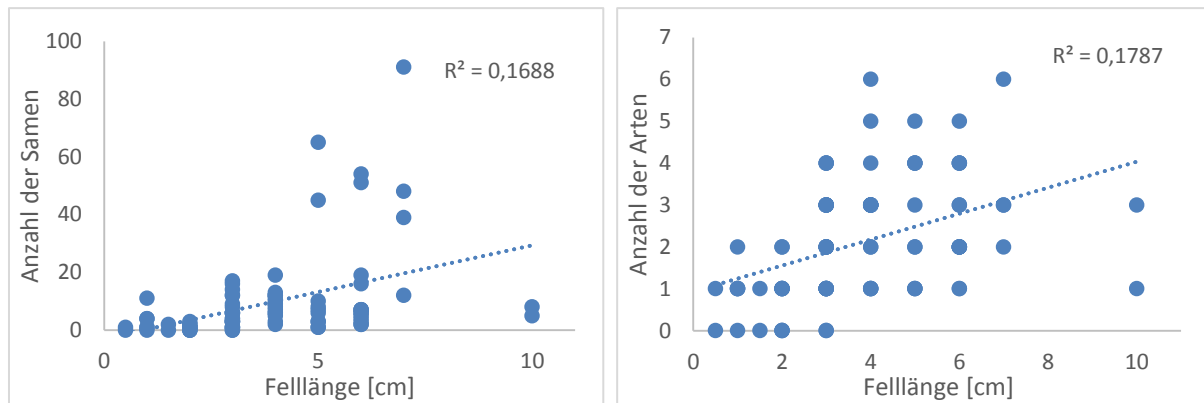 100
80
60
40
20
0
Anzahl der Samen
R² = 0,1688
0 5 10
Felllänge [cm]
7
6
5
4
3
2
1
0
Anzahl der Arten
R² = 0,1787
0 2 4 6 8 10
Felllänge [cm]